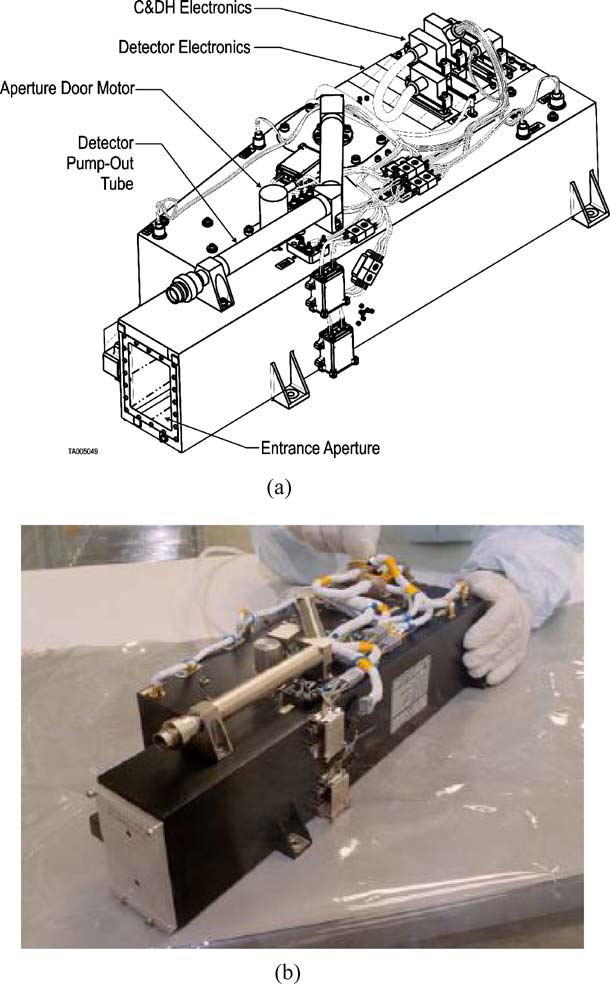 C&DH Electronics
Detector Electronics
Aperture Door Motor
Detector
Pump-Out
Tube
Entrance Aperture
TA005049
(a)
(b)